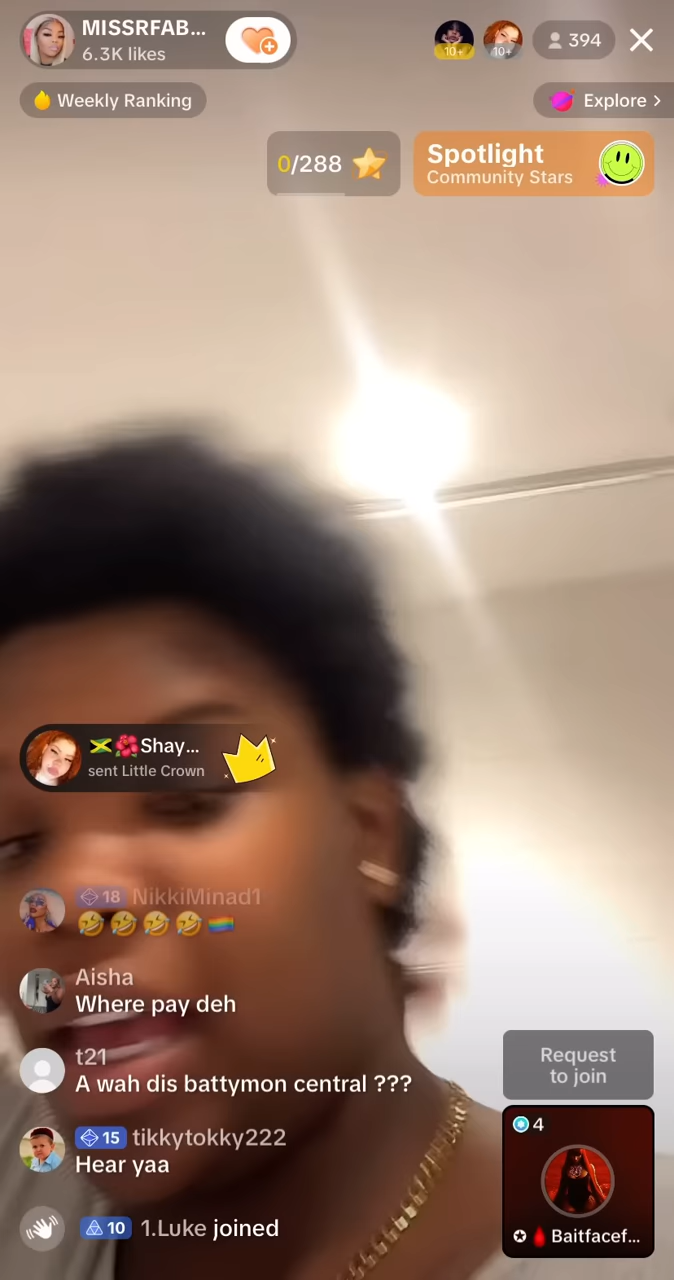 MISSRFAB...
6.3K likes
10+
10+
394
Weekly Ranking
Explore >
0/288
Spotlight
Community Stars
Shay...
sent Little Crown
18 NikkiMinad1
🤣🤣🤣🤣🏳️‍🌈
Aisha
Where pay deh
t21
A wah dis battymon central ???
15 tikkytokky222
Hear yaa
10 1.Luke joined
Request
to join
4
Baitfacef...